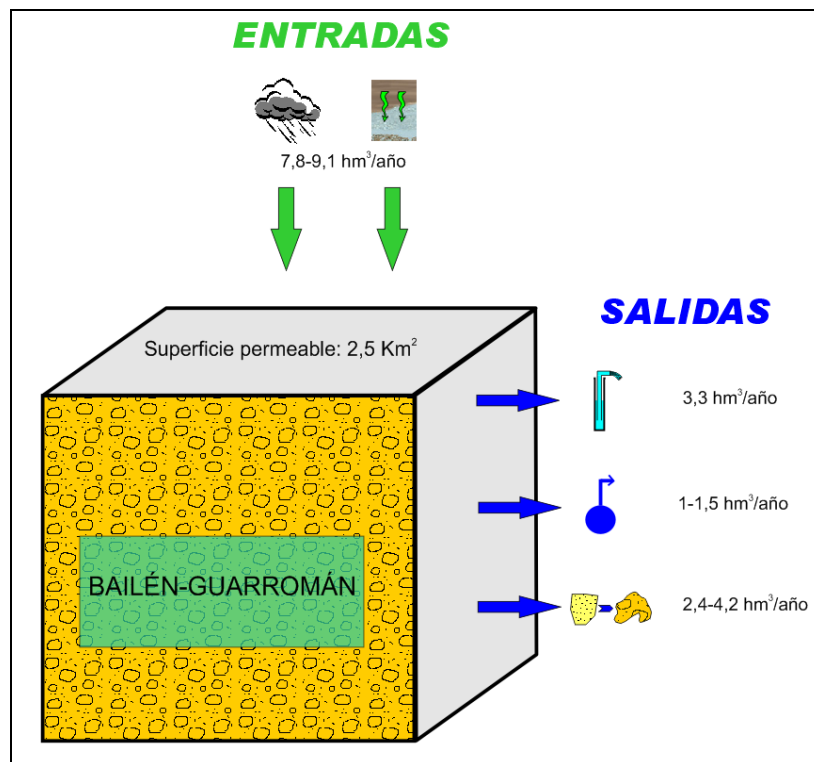 ENTRADAS
7,8-9,1 hm³/año
SALIDAS
Superficie permeable: 2,5 Km²
3,3 hm³/año
1-1,5 hm³/año
BAILÉN-GUARROMÁN
2,4-4,2 hm³/año